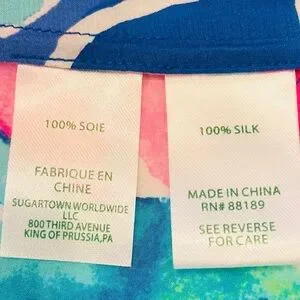 100% SOIE
FABRIQUE EN
CHINE
SUGARTOWN WORLDWIDE
LLC
800 THIRD AVENUE
KING OF PRUSSIA,PA
100% SILK
MADE IN CHINA
RN# 88189
SEE REVERSE
FOR CARE